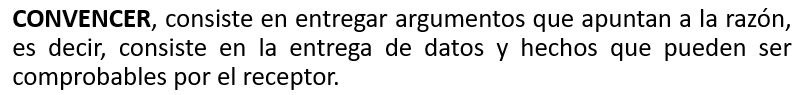 CONVENCER, consiste en entregar argumentos que apuntan a la razón,
es decir, consiste en la entrega de datos y hechos que pueden ser
comprobables por el receptor.